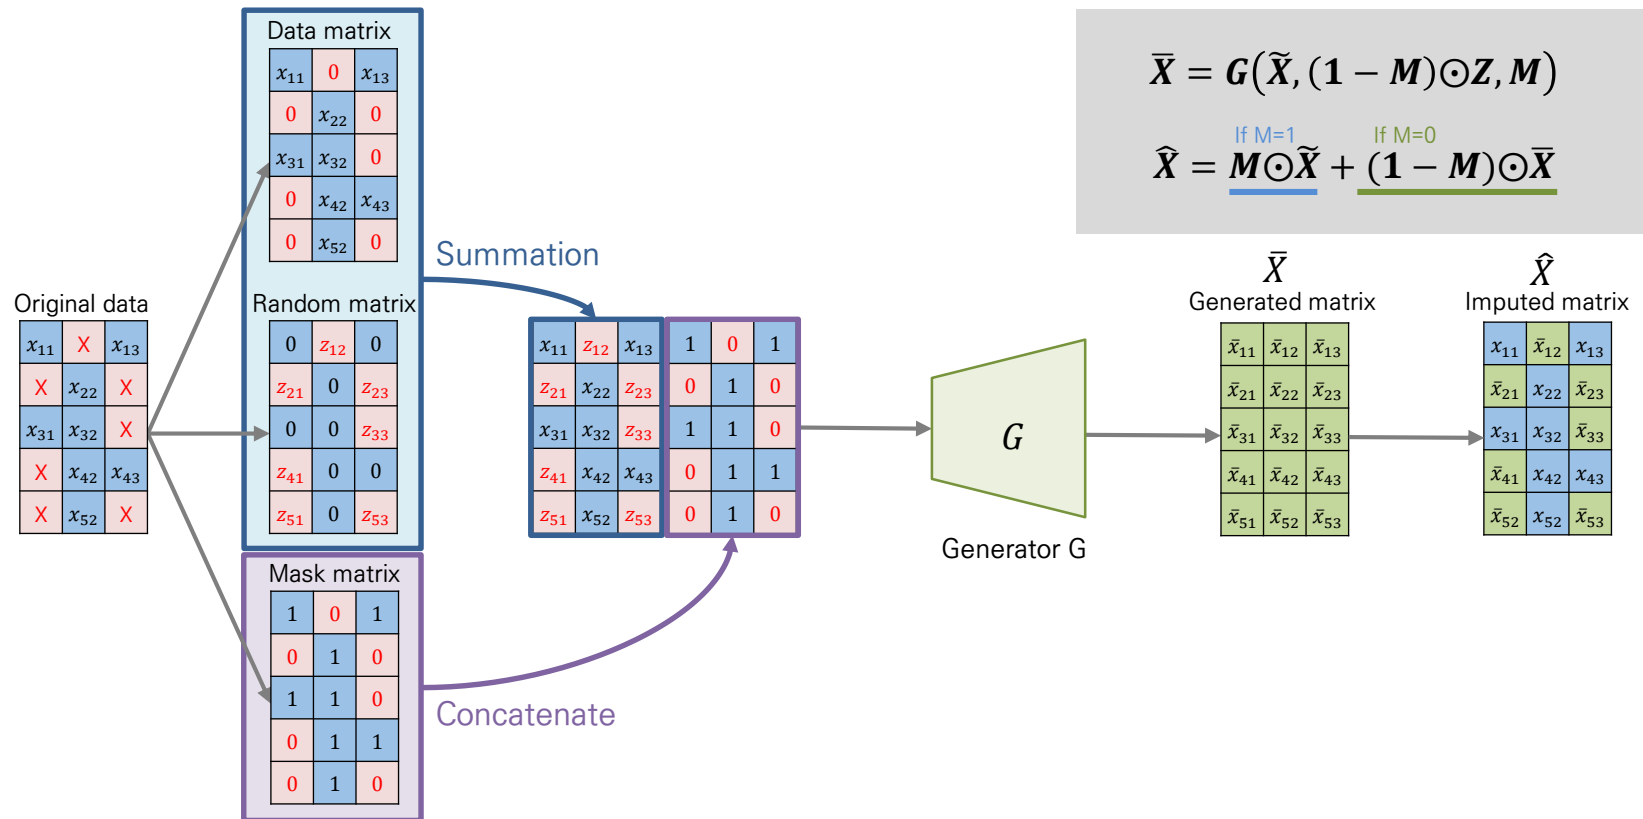 Data matrix
x₁₁ 0 x₁₃
0 x₂₂ 0
x₃₁ x₃₂ 0
0 x₄₂ x₄₃
0 x₅₂ 0
Original data
x₁₁ X x₁₃
X x₂₂ X
x₃₁ x₃₂ X
X x₄₂ x₄₃
X x₅₂ X
Random matrix
0 z₁₂ 0
z₂₁ 0 z₂₃
0 0 z₃₃
z₄₁ 0 0
z₅₁ 0 z₅₃
Mask matrix
1 0 1
0 1 0
1 1 0
0 1 1
0 1 0
Summation
Concatenate
x₁₁ z₁₂ x₁₃ 1 0 1
z₂₁ x₂₂ z₂₃ 0 1 0
x₃₁ x₃₂ z₃₃ 1 1 0
z₄₁ x₄₂ x₄₃ 0 1 1
z₅₁ x₅₂ z₅₃ 0 1 0
G
Generator G
X̅ = G(X̃, (1 − M)⊙Z, M)
If M=1 If M=0
X̂ = M⊙X̃ + (1 − M)⊙X̅
X̅
Generated matrix
x̄₁₁ x̄₁₂ x̄₁₃
x̄₂₁ x̄₂₂ x̄₂₃
x̄₃₁ x̄₃₂ x̄₃₃
x̄₄₁ x̄₄₂ x̄₄₃
x̄₅₁ x̄₅₂ x̄₅₃
X̂
Imputed matrix
x₁₁ x̄₁₂ x₁₃
x̄₂₁ x₂₂ x̄₂₃
x₃₁ x₃₂ x̄₃₃
x̄₄₁ x₄₂ x₄₃
x̄₅₂ x₅₂ x̄₅₃